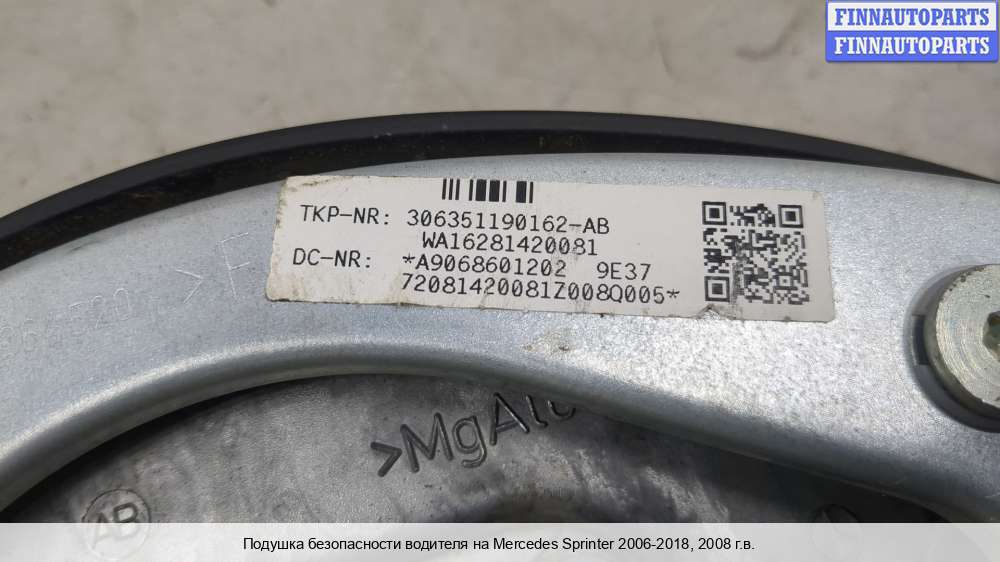 FINNAUTOPARTS
FINNAUTOPARTS
TKP-NR: 306351190162-AB
WA16281420081
DC-NR: *A9068601202 9E37
72081420081Z008Q005*
AB
Подушка безопасности водителя на Mercedes Sprinter 2006-2018, 2008 г.в.